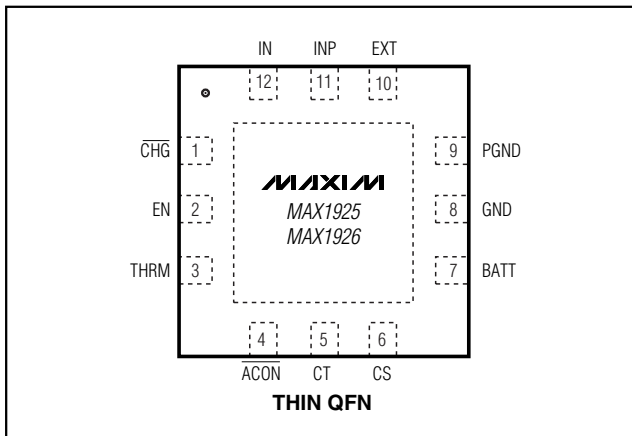 IN INP EXT
12 11 10
CHG 1 9 PGND
MAXIM
EN 2 MAX1925 8 GND
MAX1926
THRM 3 7 BATT
4 5 6
ACON CT CS
THIN QFN